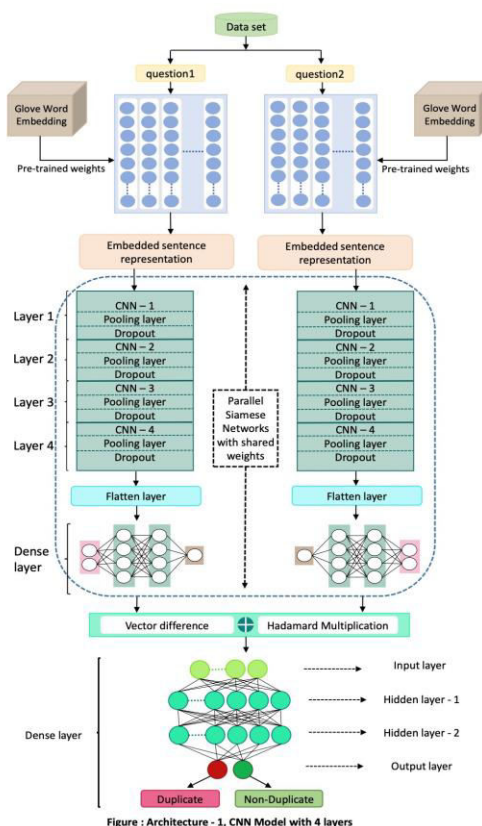 Data set
question1
question2
Glove Word
Embedding
Glove Word
Embedding
Pre-trained weights
Pre-trained weights
Embedded sentence
representation
Embedded sentence
representation
Layer 1
CNN – 1
Pooling layer
Dropout
Layer 2
CNN – 2
Pooling layer
Dropout
Layer 3
CNN – 3
Pooling layer
Dropout
Layer 4
CNN – 4
Pooling layer
Dropout
Parallel
Siamese
Networks
with shared
weights
CNN – 1
Pooling layer
Dropout
CNN – 2
Pooling layer
Dropout
CNN – 3
Pooling layer
Dropout
CNN – 4
Pooling layer
Dropout
Flatten layer
Flatten layer
Dense
layer
Vector difference
Hadamard Multiplication
Dense layer
Input layer
Hidden layer - 1
Hidden layer - 2
Output layer
Duplicate
Non-Duplicate
Figure : Architecture - 1, CNN Model with 4 layers